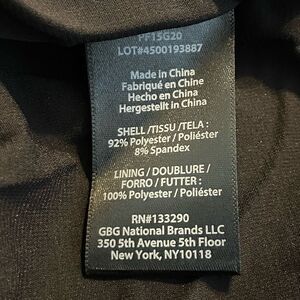 PF15G20
LOT#4500193887
Made in China
Fabriqué en Chine
Hecho en China
Hergestellt in China
SHELL /TISSU /TELA :
92% Polyester / Poliéster
8% Spandex
LINING / DOUBLURE /
FORRO / FUTTER :
100% Polyester / Poliéster
RN#133290
GBG National Brands LLC
350 5th Avenue 5th Floor
New York, NY10118